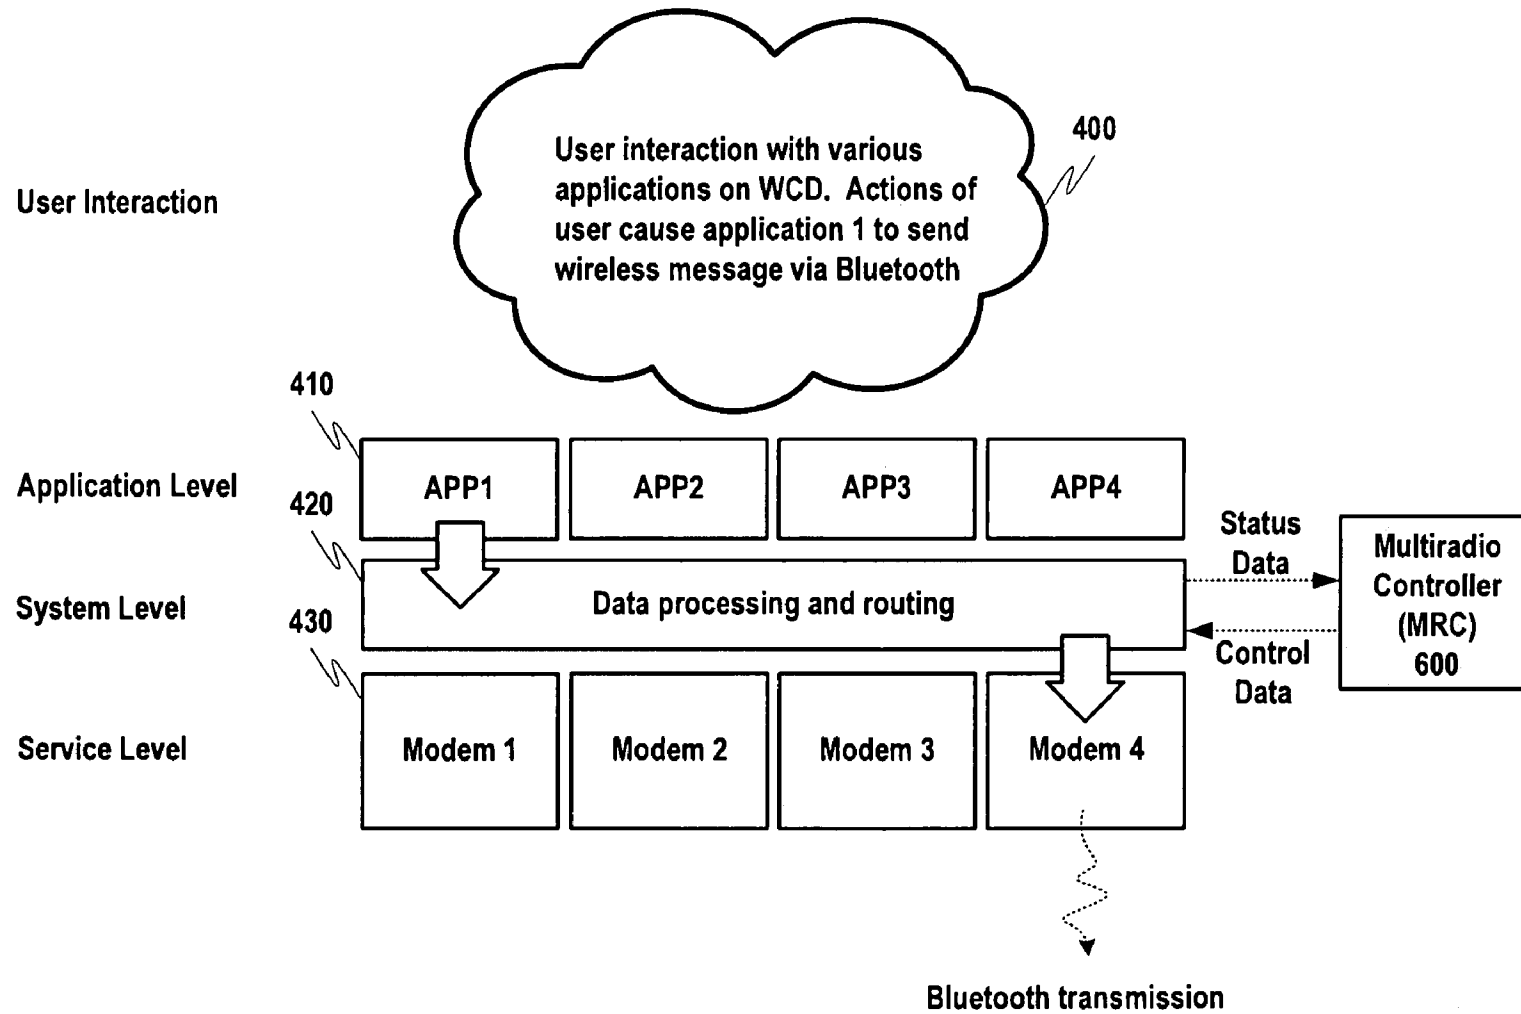 400
User interaction with various
applications on WCD.  Actions of
user cause application 1 to send
wireless message via Bluetooth
User Interaction
410
Application Level
APP1
APP2
APP3
APP4
420
Status
Data
Multiradio
Controller
(MRC)
600
System Level
Data processing and routing
430
Control
Data
Service Level
Modem 1
Modem 2
Modem 3
Modem 4
Bluetooth transmission